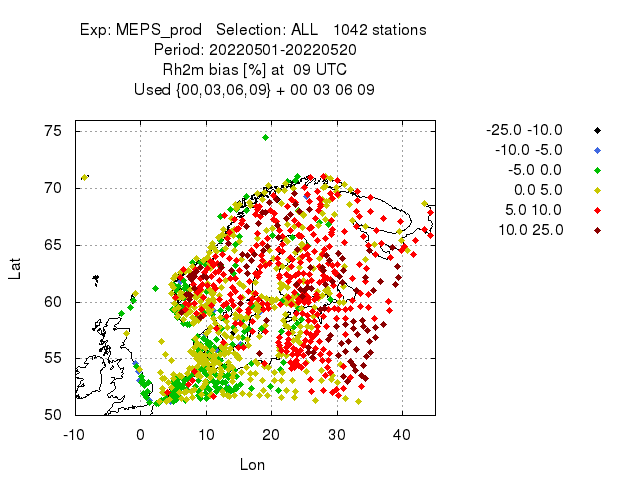 Exp: MEPS_prod   Selection: ALL   1042 stations
Period: 20220501-20220520
Rh2m bias [%] at  09 UTC
Used {00,03,06,09} + 00 03 06 09
-25.0 -10.0
-10.0 -5.0
-5.0 0.0
0.0 5.0
5.0 10.0
10.0 25.0
75
70
65
60
55
50
Lat
-10 0 10 20 30 40
Lon